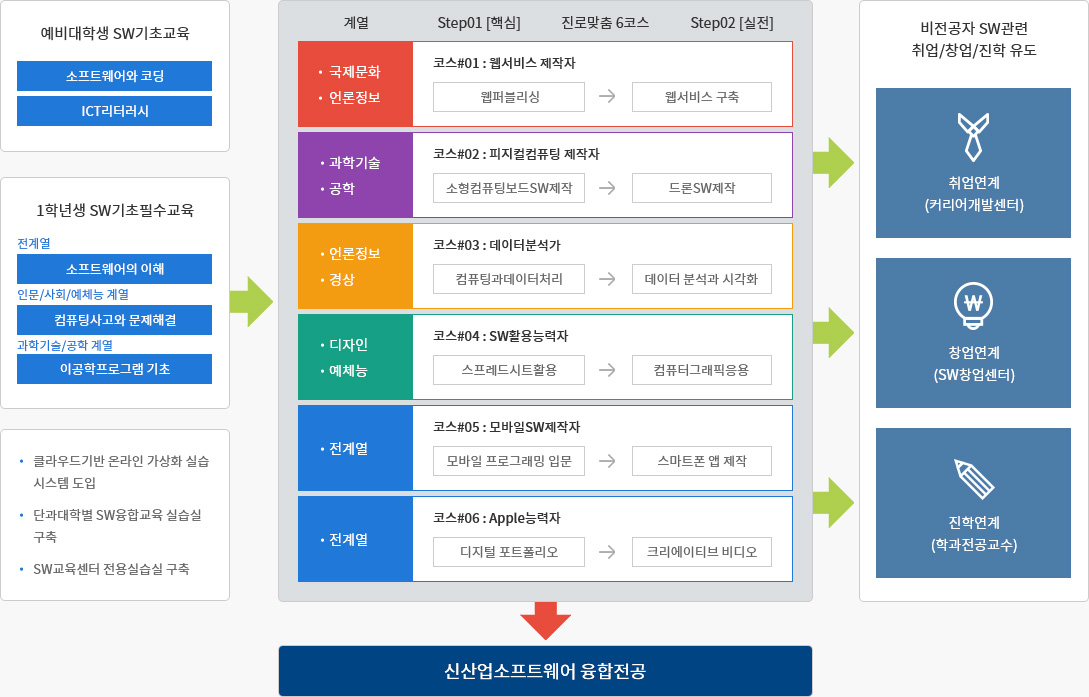 예비대학생 SW기초교육
소프트웨어와 코딩
ICT리터러시
1학년생 SW기초필수교육
전계열
소프트웨어의 이해
인문/사회/예체능 계열
컴퓨팅사고와 문제해결
과학기술/공학 계열
이공학프로그램 기초
• 클라우드기반 온라인 가상화 실습
시스템 도입
• 단과대학별 SW융합교육 실습실
구축
• SW교육센터 전용실습실 구축
계열 Step01 [핵심] 진로맞춤 6코스 Step02 [실전]
• 국제문화
• 언론정보
코스#01 : 웹서비스 제작자
웹퍼블리싱 → 웹서비스 구축
• 과학기술
• 공학
코스#02 : 피지컬컴퓨팅 제작자
소형컴퓨팅보드SW제작 → 드론SW제작
• 언론정보
• 경상
코스#03 : 데이터분석가
컴퓨팅과데이터처리 → 데이터 분석과 시각화
• 디자인
• 예체능
코스#04 : SW활용능력자
스프레드시트활용 → 컴퓨터그래픽응용
• 전계열
코스#05 : 모바일SW제작자
모바일 프로그래밍 입문 → 스마트폰 앱 제작
• 전계열
코스#06 : Apple능력자
디지털 포트폴리오 → 크리에이티브 비디오
신산업소프트웨어 융합전공
비전공자 SW관련
취업/창업/진학 유도
취업연계
(커리어개발센터)
₩
창업연계
(SW창업센터)
진학연계
(학과전공교수)